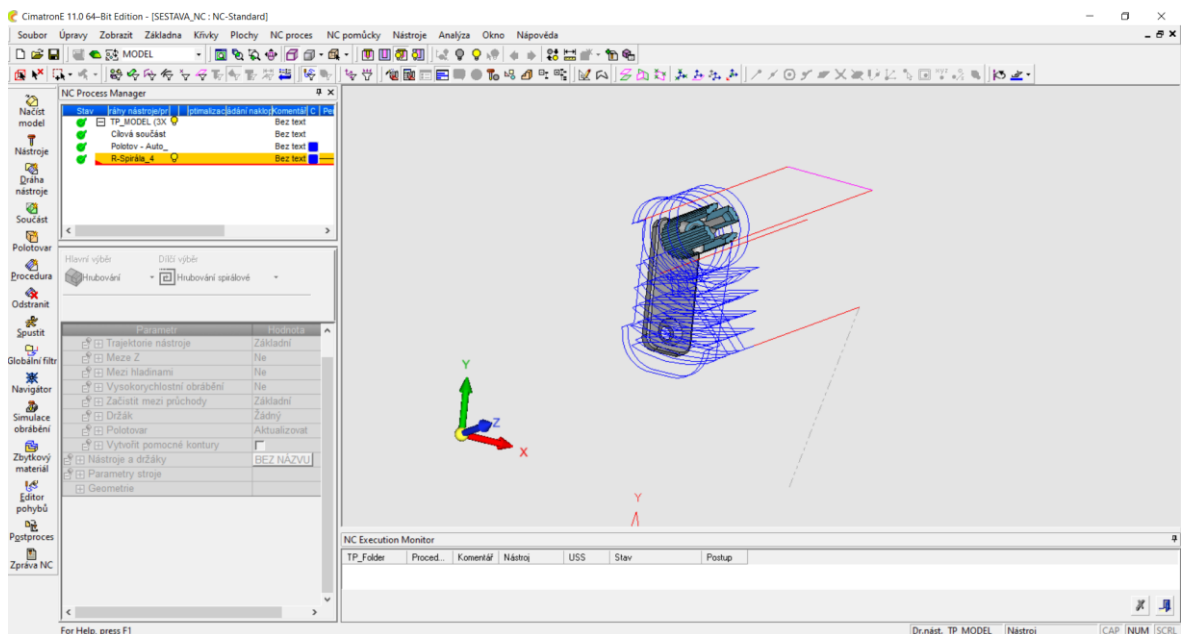 CimatronE 11.0 64-Bit Edition - [SESTAVA_NC : NC-Standard]
Soubor Úpravy Zobrazit Základna Křivky Plochy NC proces NC pomůcky Nástroje Analýza Okno Nápověda
MODEL
NC Process Manager
Stav ráhy nástroje/pr ptimalizac ádání naklop Komentář C
TP_MODEL (3X Bez text
Cílová součást Bez text
Polotov - Auto_ Bez text
R-Spirála_4 Bez text
Načíst
model
Nástroje
Dráha
nástroje
Součást
Polotovar
Procedura
Odstranit
Spustit
Globální filtr
Navigátor
Simulace
obrábění
Zbytkový
materiál
Editor
pohybů
Postproces
Zpráva NC
Hlavní výběr Dílčí výběr
Hrubování Hrubování spirálové
Parametr Hodnota
Trajektorie nástroje Základní
Meze Z Ne
Mezi hladinami Ne
Vysokorychlostní obrábění Ne
Začistit mezi průchody Základní
Držák Žádný
Polotovar Aktualizovat
Vytvořit pomocné kontury
Nástroje a držáky BEZ NÁZVU
Parametry stroje
Geometrie
Y
Z
X
Y
NC Execution Monitor
TP_Folder Proced... Komentář Nástroj USS Stav Postup
For Help, press F1
Dr.nást. TP_MODEL Nástroj CAP NUM SCRL